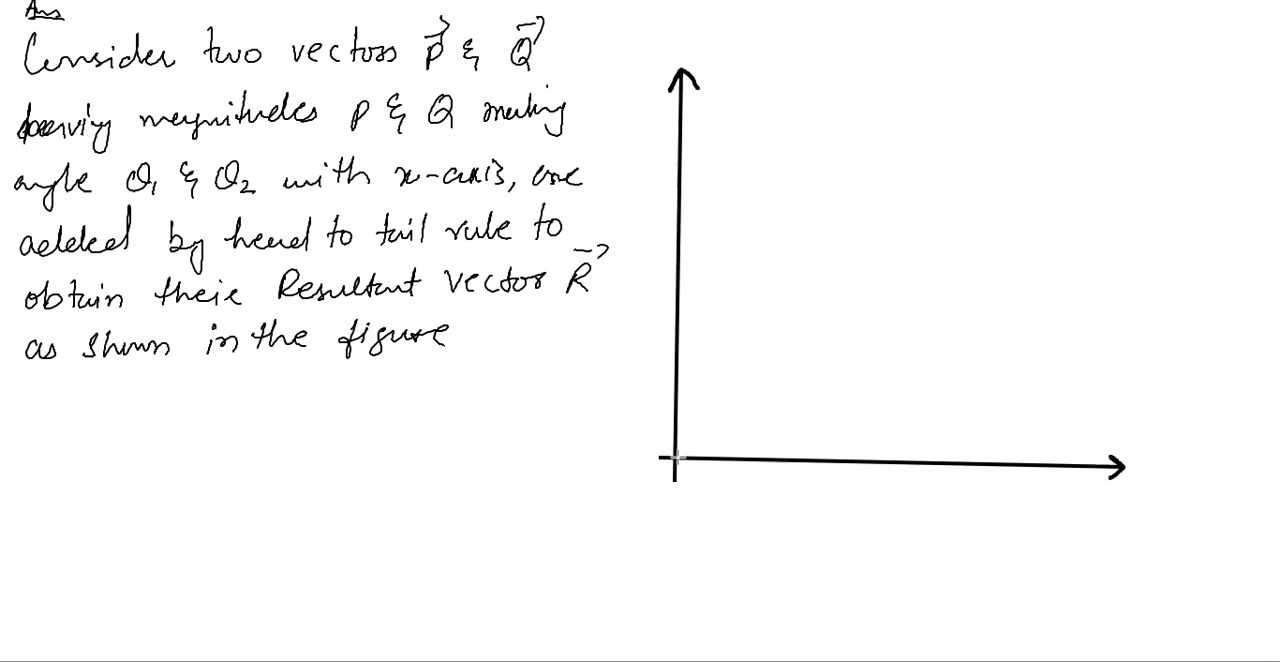 Ans
Consider two vectors P⃗ & Q⃗
having magnitudes P & Q making
angle θ₁ & θ₂ with x-axis, are
added by head to tail rule to
obtain their Resultant vector R⃗
as shown in the figure